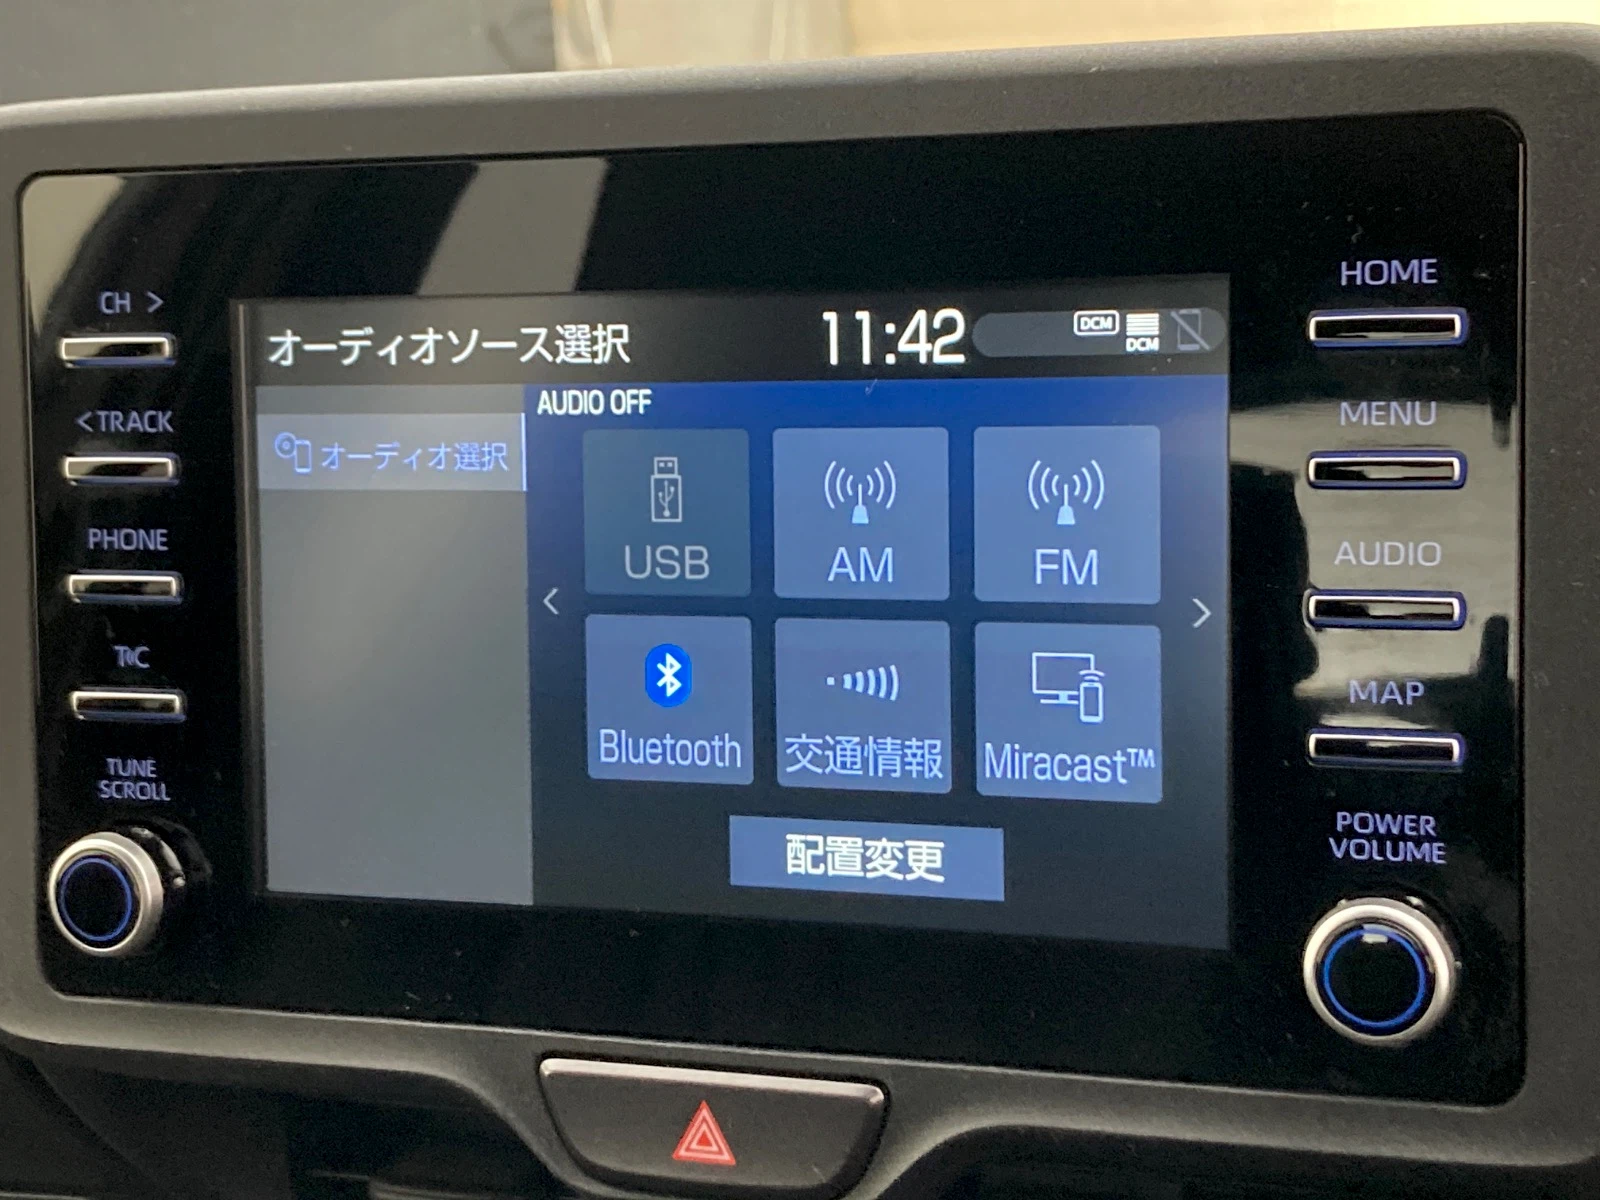 CH >
< TRACK
PHONE
T\C
TUNE
SCROLL
オーディオソース選択
11:42
DCM
DCM
オーディオ選択
AUDIO OFF
USB
AM
FM
Bluetooth
交通情報
Miracast™
配置変更
HOME
MENU
AUDIO
MAP
POWER
VOLUME